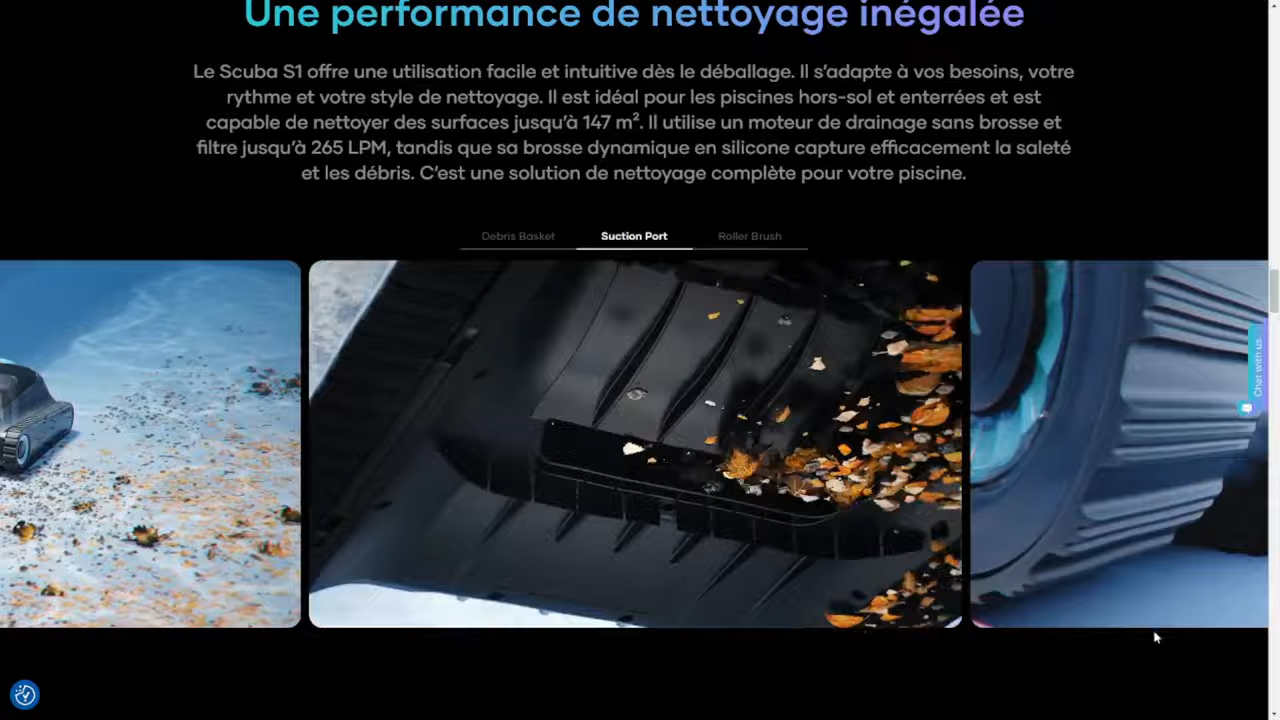 Une performance de nettoyage inégalée
Le Scuba S1 offre une utilisation facile et intuitive dès le déballage. Il s'adapte à vos besoins, votre
rythme et votre style de nettoyage. Il est idéal pour les piscines hors-sol et enterrées et est
capable de nettoyer des surfaces jusqu'à 147 m². Il utilise un moteur de drainage sans brosse et
filtre jusqu'à 265 LPM, tandis que sa brosse dynamique en silicone capture efficacement la saleté
et les débris. C'est une solution de nettoyage complète pour votre piscine.
Debris Basket
Suction Port
Roller Brush
Chat with us